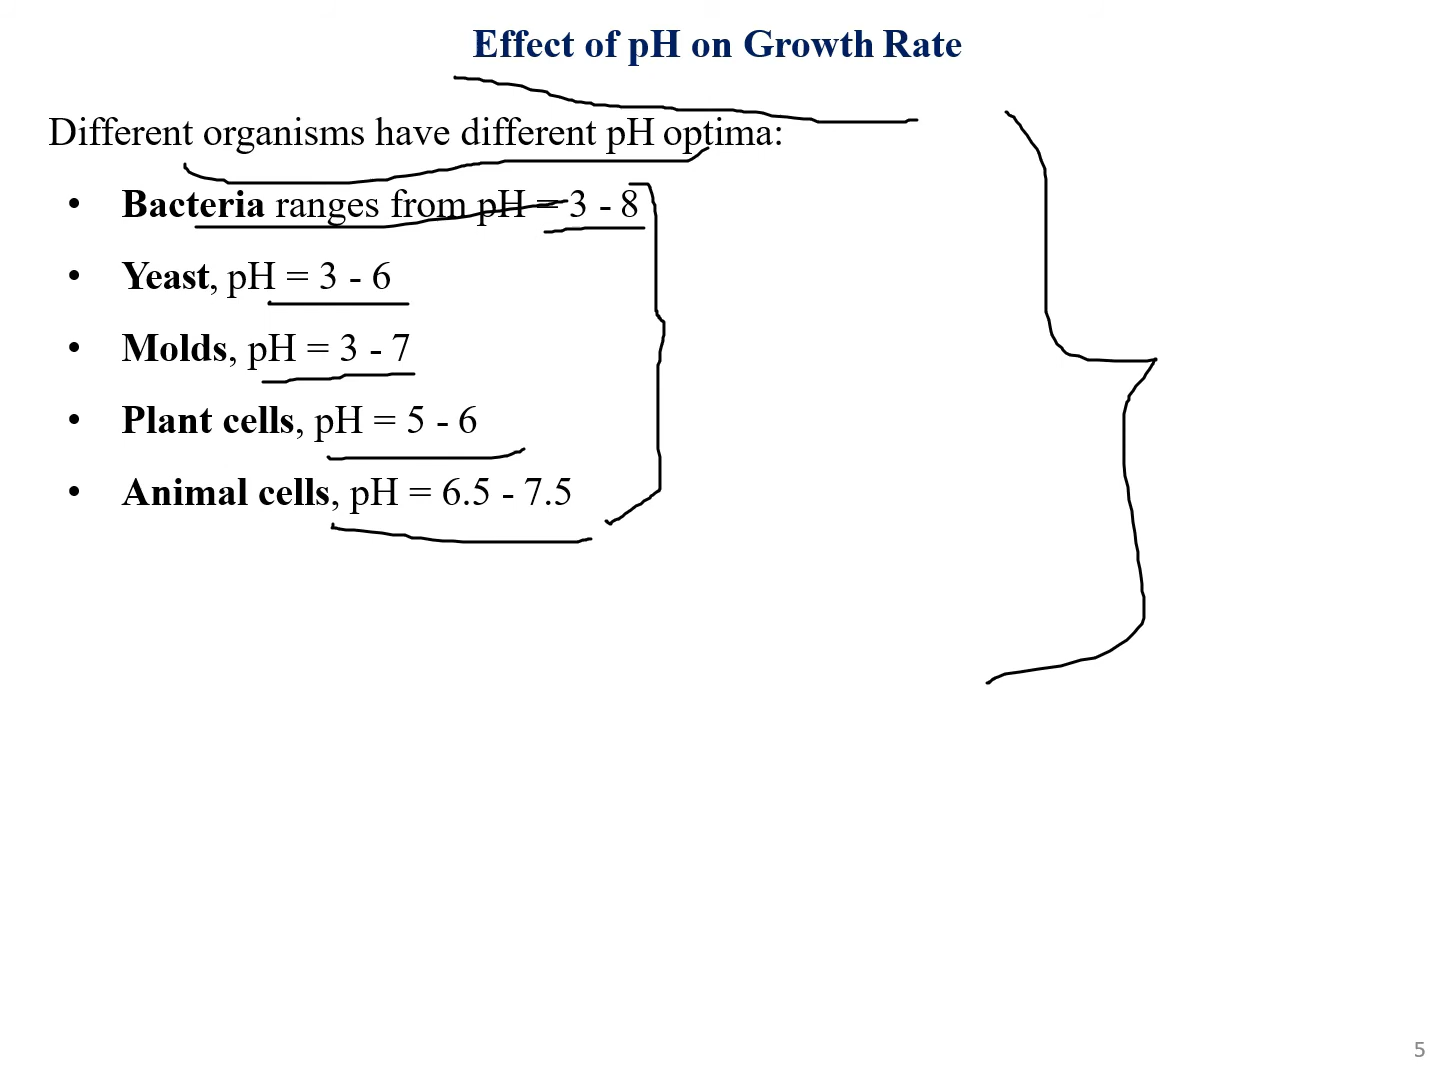 Effect of pH on Growth Rate
Different organisms have different pH optima:
• Bacteria ranges from pH = 3 - 8
• Yeast, pH = 3 - 6
• Molds, pH = 3 - 7
• Plant cells, pH = 5 - 6
• Animal cells, pH = 6.5 - 7.5
5